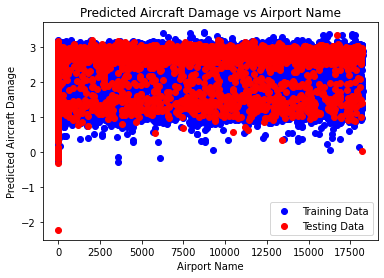 Predicted Aircraft Damage vs Airport Name
Predicted Aircraft Damage
3
2
1
0
−1
−2
Training Data
Testing Data
0 2500 5000 7500 10000 12500 15000 17500
Airport Name